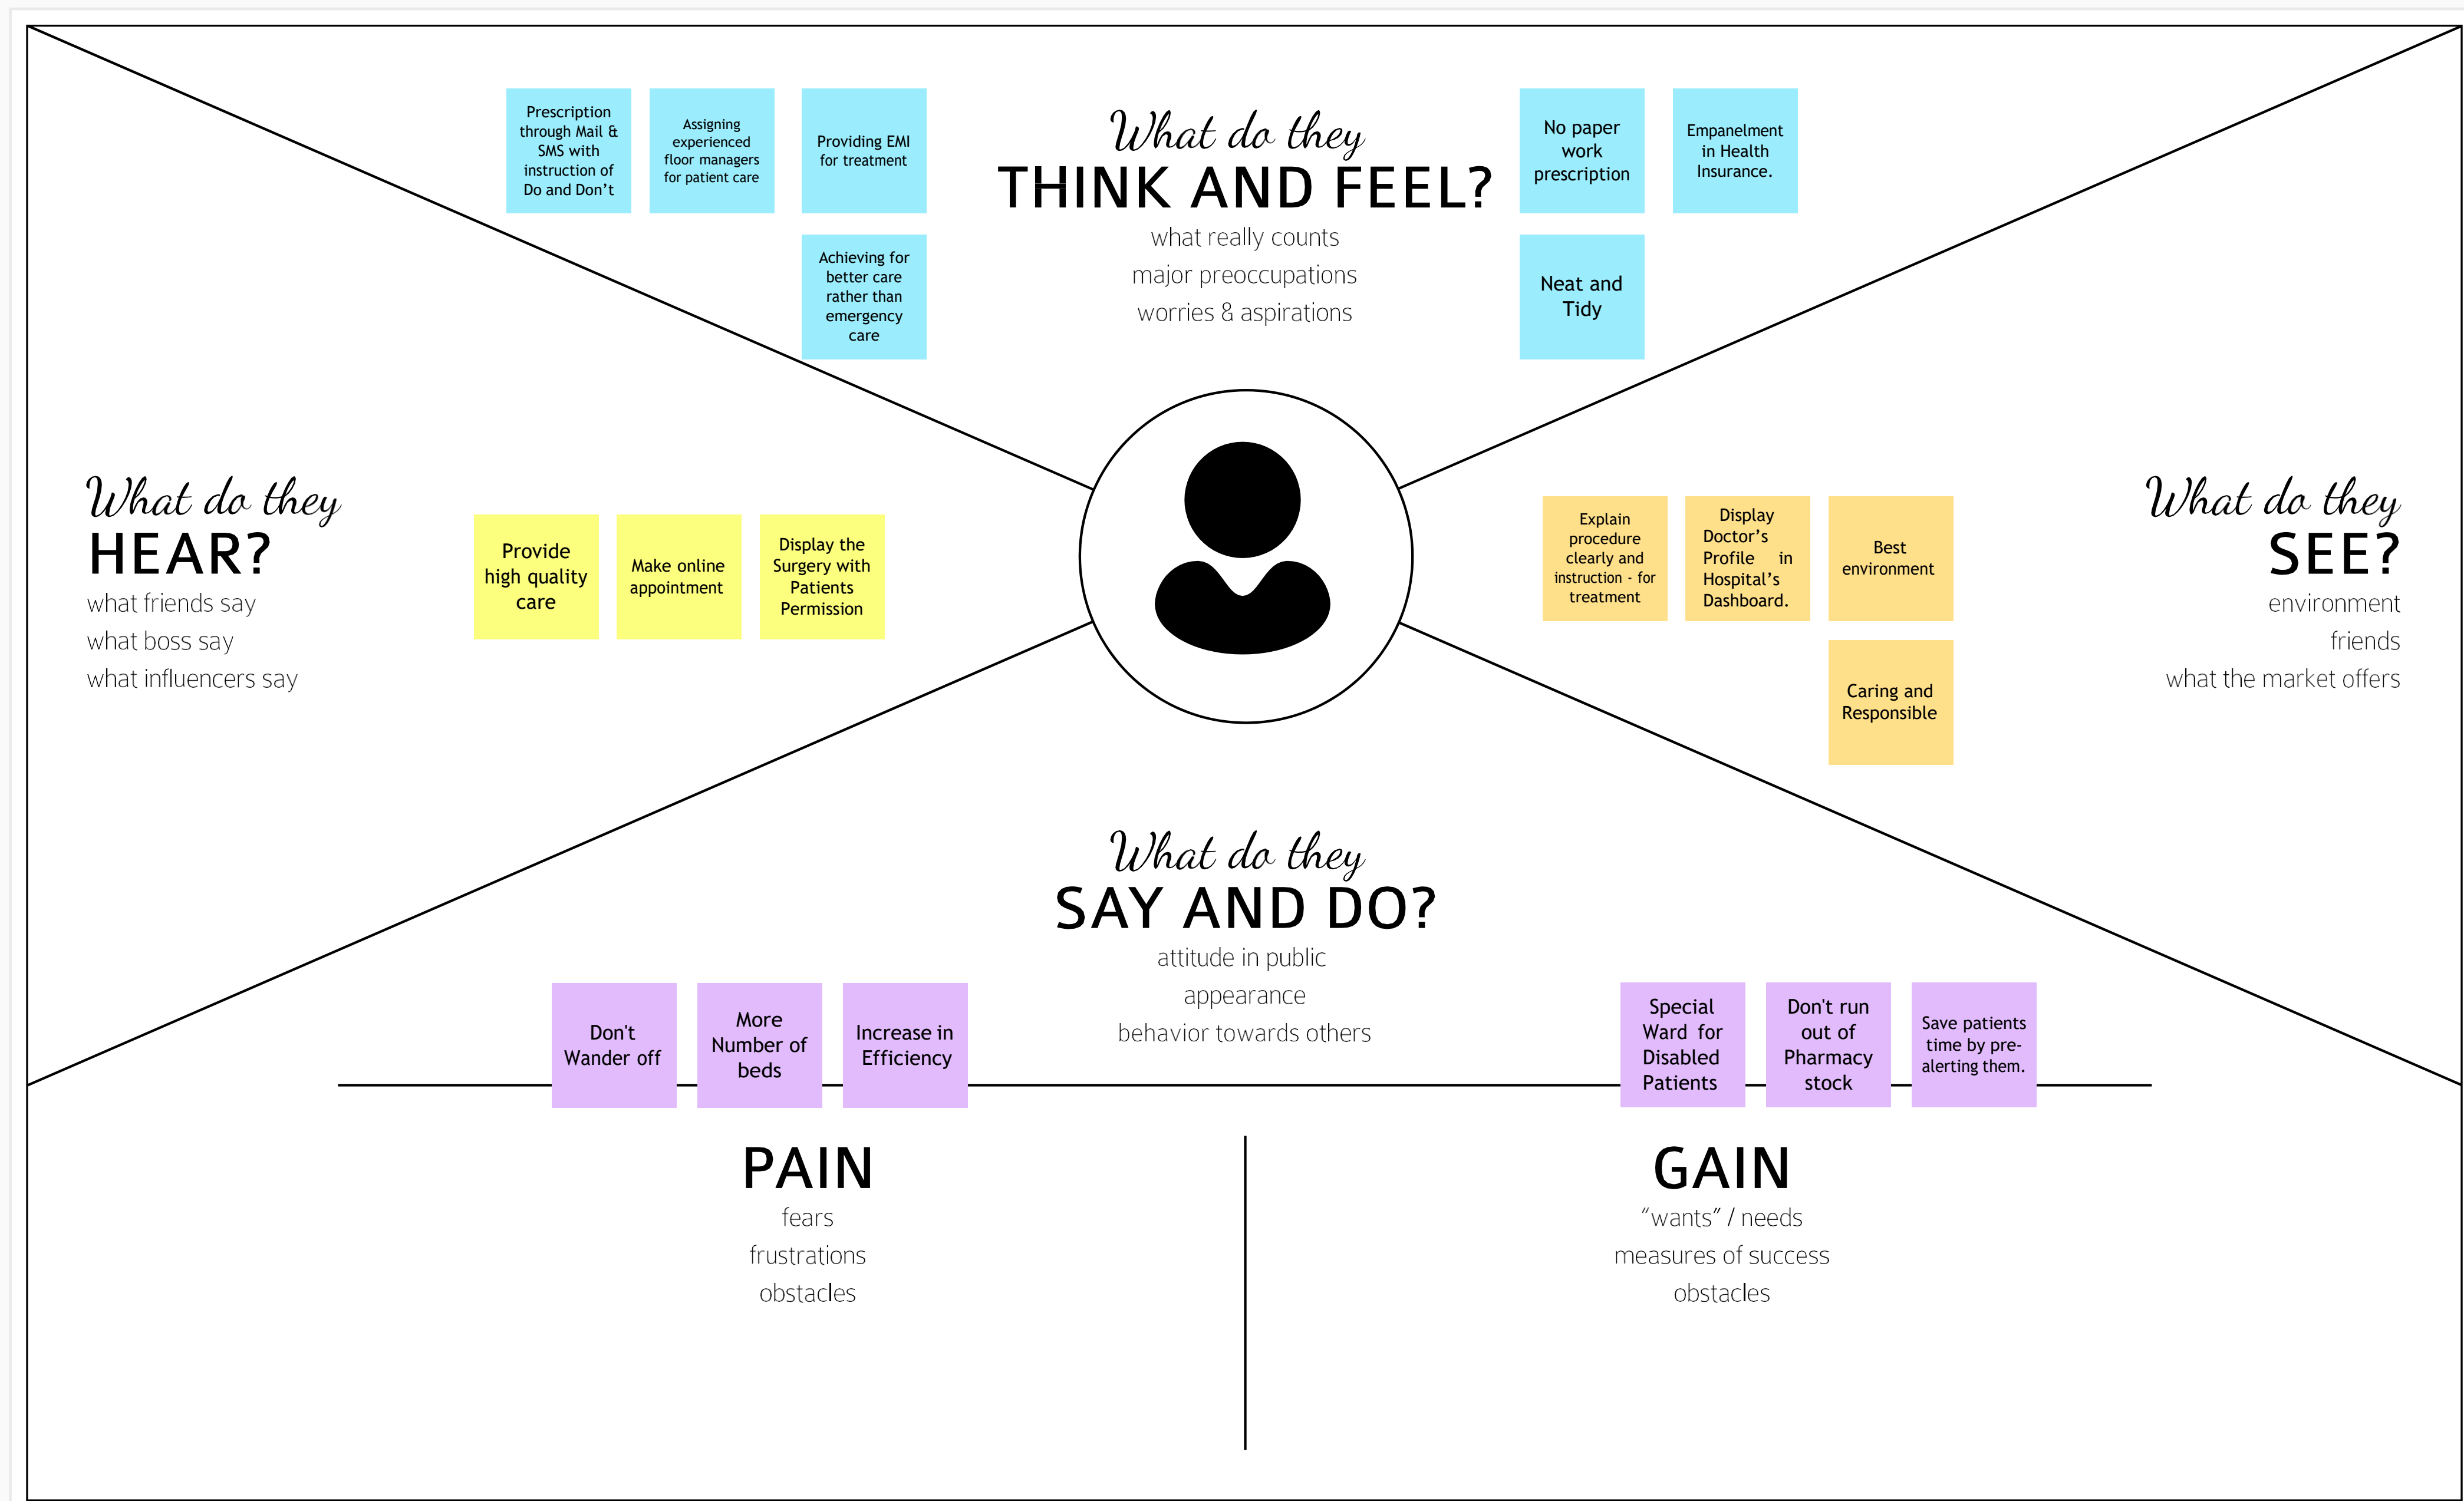 Prescription
through Mail &
SMS with
instruction of
Do and Don’t
Assigning
experienced
floor managers
for patient care
Providing EMI
for treatment
Achieving for
better care
rather than
emergency
care
What do they
THINK AND FEEL?
what really counts
major preoccupations
worries & aspirations
No paper
work
prescription
Empanelment
in Health
Insurance.
Neat and
Tidy
What do they
HEAR?
what friends say
what boss say
what influencers say
Provide
high quality
care
Make online
appointment
Display the
Surgery with
Patients
Permission
Explain
procedure
clearly and
instruction - for
treatment
Display
Doctor’s
Profile in
Hospital’s
Dashboard.
Best
environment
Caring and
Responsible
What do they
SEE?
environment
friends
what the market offers
What do they
SAY AND DO?
attitude in public
appearance
behavior towards others
Don't
Wander off
More
Number of
beds
Increase in
Efficiency
Special
Ward for
Disabled
Patients
Don't run
out of
Pharmacy
stock
Save patients
time by pre-
alerting them.
PAIN
fears
frustrations
obstacles
GAIN
“wants” / needs
measures of success
obstacles